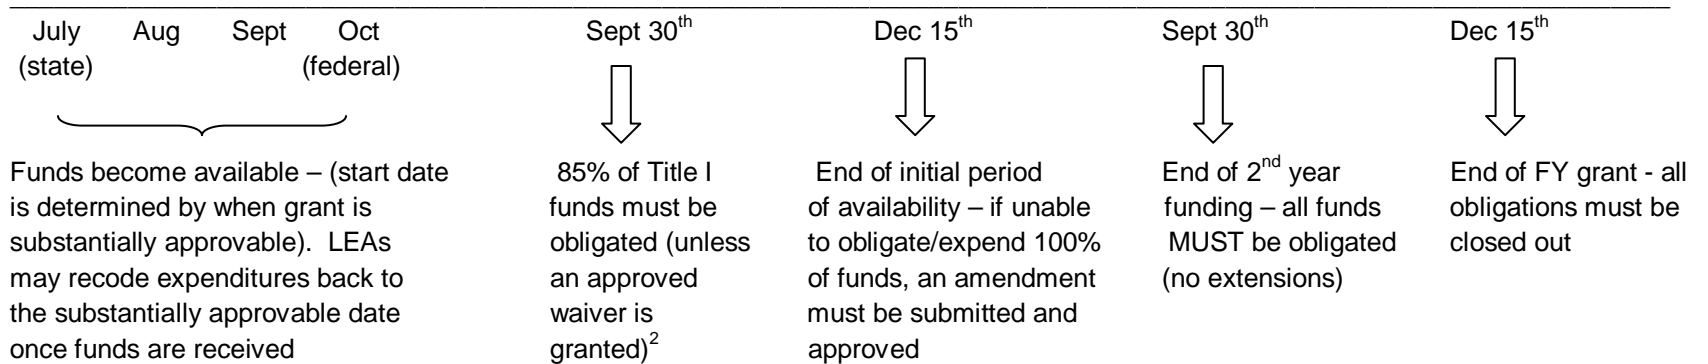 July Aug Sept Oct Sept 30th Dec 15th Sept 30th Dec 15th
(state) (federal)
Funds become available – (start date
is determined by when grant is
substantially approvable). LEAs
may recode expenditures back to
the substantially approvable date
once funds are received
85% of Title I
funds must be
obligated (unless
an approved
waiver is
granted)2
End of initial period
of availability – if unable
to obligate/expend 100%
of funds, an amendment
must be submitted and
approved
End of 2nd year
funding – all funds
MUST be obligated
(no extensions)
End of FY grant - all
obligations must be
closed out